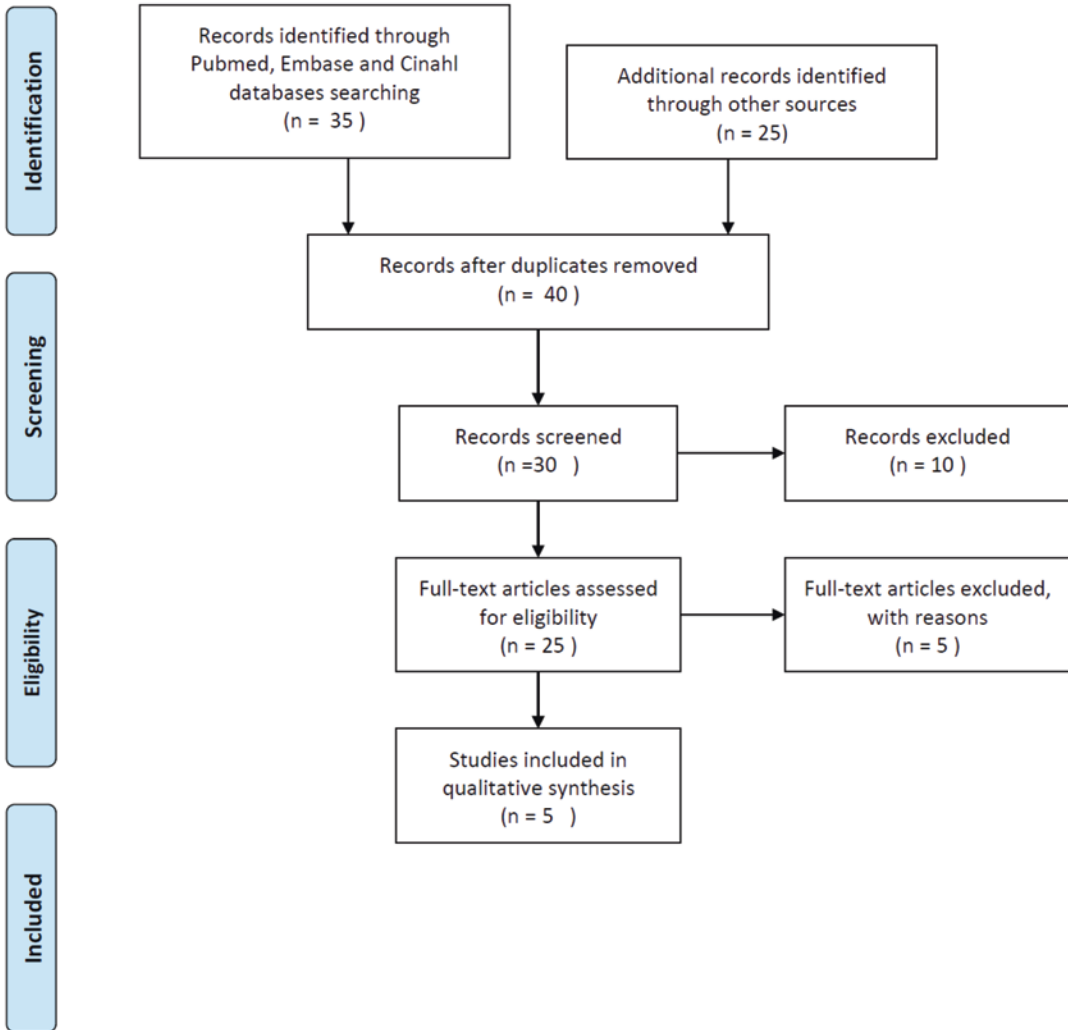 Identification
Records identified through
Pubmed, Embase and Cinahl
databases searching
(n = 35 )
Additional records identified
through other sources
(n = 25)
Records after duplicates removed
(n = 40 )
Screening
Records screened
(n =30 )
Records excluded
(n = 10 )
Eligibility
Full-text articles assessed
for eligibility
(n = 25 )
Full-text articles excluded,
with reasons
(n = 5 )
Studies included in
qualitative synthesis
(n = 5 )
Included